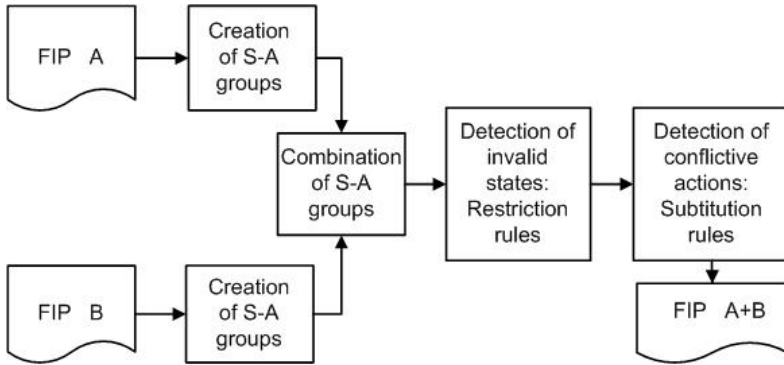 FIP A
Creation
of S-A
groups
Combination
of S-A
groups
Detection of
invalid
states:
Restriction
rules
Detection of
conflictive
actions:
Subtitution
rules
FIP B
Creation
of S-A
groups
FIP A+B